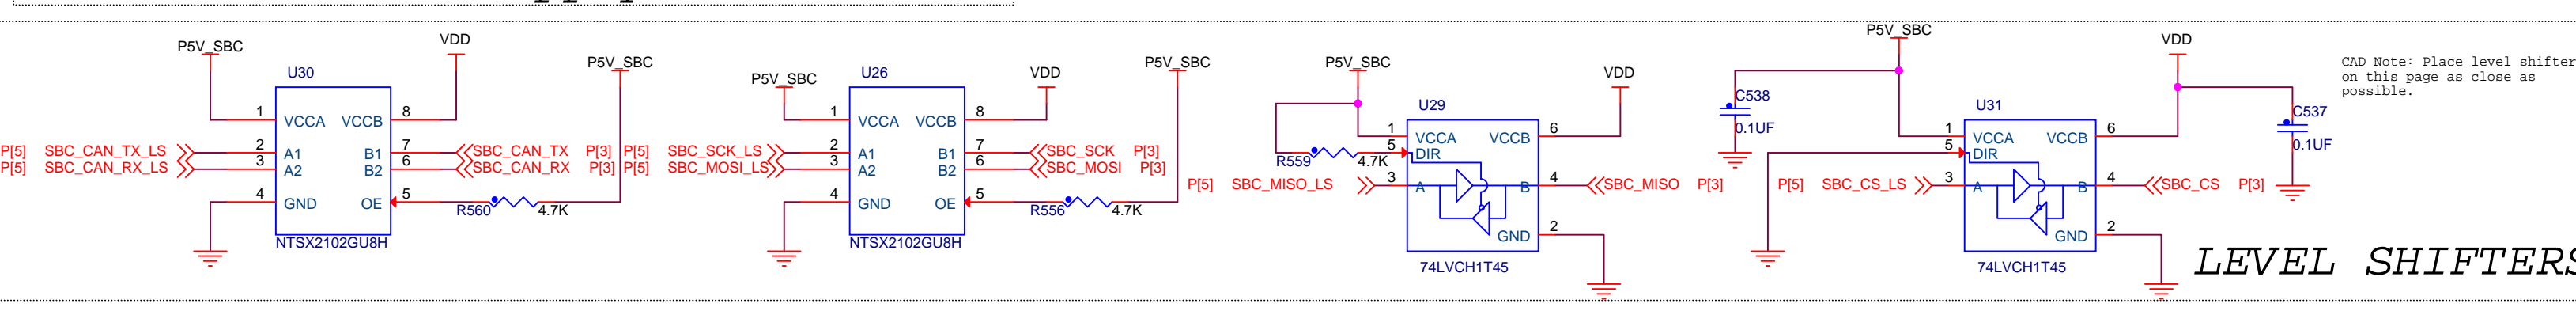 P5V_SBC
VDD
U30
P5V_SBC
1
VCCA
VCCB
8
P[5] SBC_CAN_TX_LS
2
A1
B1
7
SBC_CAN_TX P[3]
P[5] SBC_CAN_RX_LS
3
A2
B2
6
SBC_CAN_RX P[3]
4
GND
OE
5
R560
4.7K
NTSX2102GU8H
P5V_SBC
U26
VDD
P5V_SBC
1
VCCA
VCCB
8
P[5] SBC_SCK_LS
2
A1
B1
7
SBC_SCK P[3]
P[5] SBC_MOSI_LS
3
A2
B2
6
SBC_MOSI P[3]
4
GND
OE
5
R556
4.7K
NTSX2102GU8H
P5V_SBC
VDD
U29
1
VCCA
VCCB
6
R559
4.7K
5
DIR
P[5] SBC_MISO_LS
3
A
B
4
SBC_MISO P[3]
GND
2
74LVCH1T45
P5V_SBC
VDD
C538
0.1UF
U31
1
VCCA
VCCB
6
5
DIR
P[5] SBC_CS_LS
3
A
B
4
SBC_CS P[3]
GND
2
74LVCH1T45
C537
0.1UF
CAD Note: Place level shifter
on this page as close as
possible.
LEVEL SHIFTERS